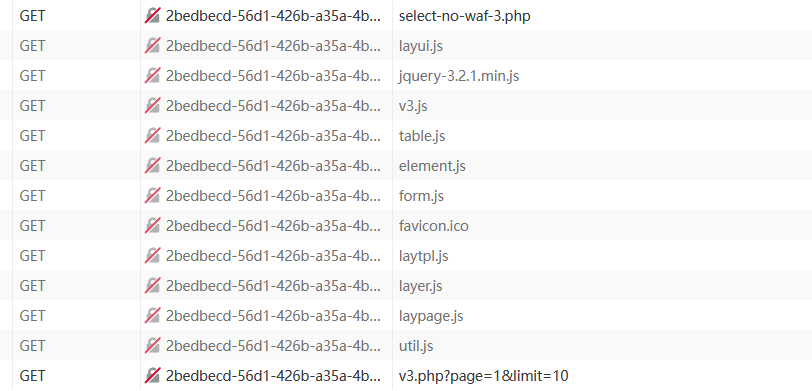 GET 2bedbecd-56d1-426b-a35a-4b... select-no-waf-3.php
GET 2bedbecd-56d1-426b-a35a-4b... layui.js
GET 2bedbecd-56d1-426b-a35a-4b... jquery-3.2.1.min.js
GET 2bedbecd-56d1-426b-a35a-4b... v3.js
GET 2bedbecd-56d1-426b-a35a-4b... table.js
GET 2bedbecd-56d1-426b-a35a-4b... element.js
GET 2bedbecd-56d1-426b-a35a-4b... form.js
GET 2bedbecd-56d1-426b-a35a-4b... favicon.ico
GET 2bedbecd-56d1-426b-a35a-4b... laytpl.js
GET 2bedbecd-56d1-426b-a35a-4b... layer.js
GET 2bedbecd-56d1-426b-a35a-4b... laypage.js
GET 2bedbecd-56d1-426b-a35a-4b... util.js
GET 2bedbecd-56d1-426b-a35a-4b... v3.php?page=1&limit=10